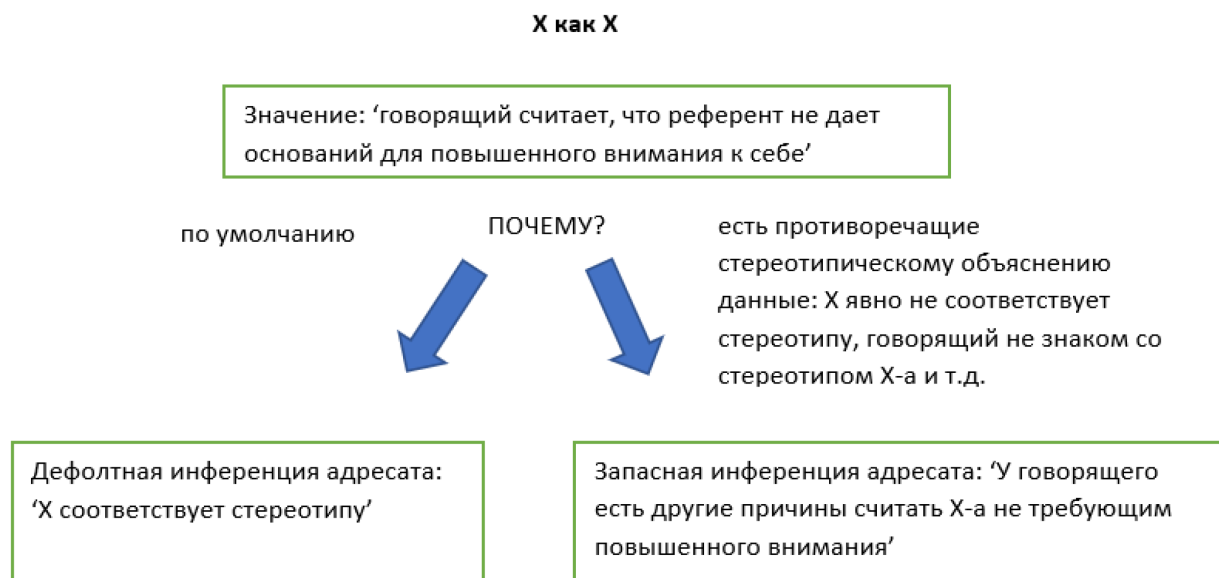 X как X
Значение: ‘говорящий считает, что референт не дает
оснований для повышенного внимания к себе’
по умолчанию
ПОЧЕМУ?
есть противоречащие
стереотипическому объяснению
данные: X явно не соответствует
стереотипу, говорящий не знаком со
стереотипом X-а и т.д.
Дефолтная инференция адресата:
‘X соответствует стереотипу’
Запасная инференция адресата: ‘У говорящего
есть другие причины считать X-а не требующим
повышенного внимания’